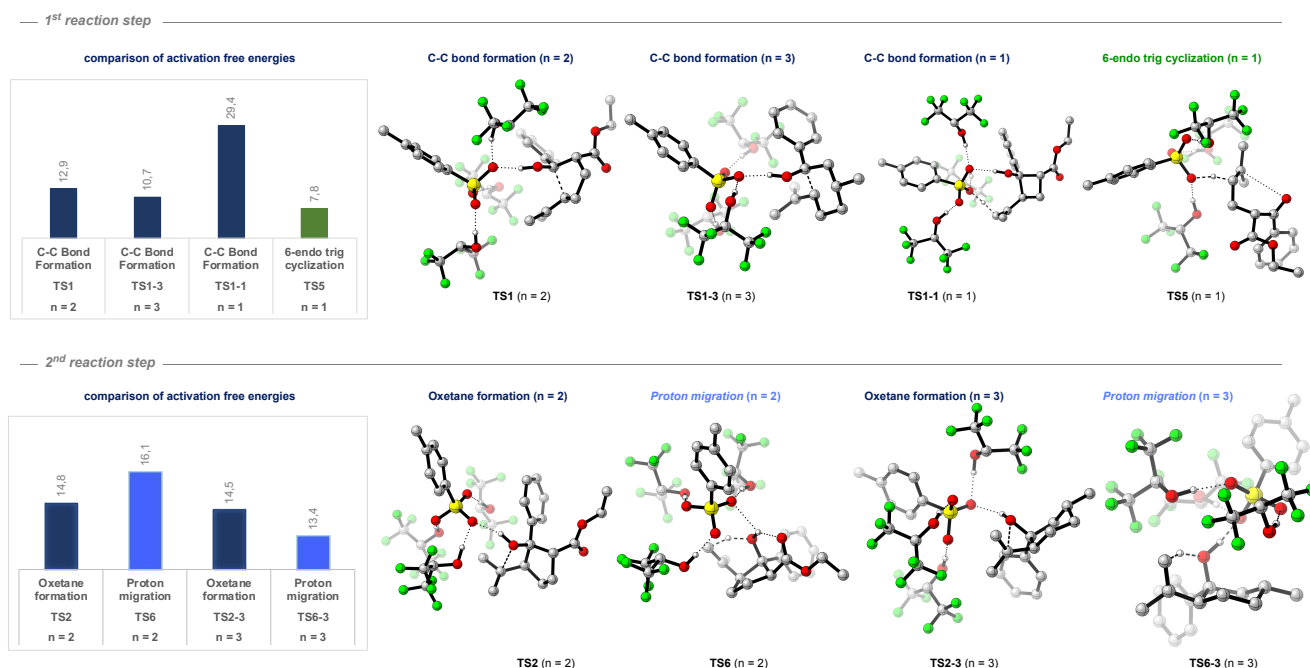 1st reaction step
comparison of activation free energies
12,9
10,7
29,4
7,8
C-C Bond Formation
TS1
n = 2
C-C Bond Formation
TS1-3
n = 3
C-C Bond Formation
TS1-1
n = 1
6-endo trig cyclization
TS5
n = 1
C-C bond formation (n = 2)
TS1 (n = 2)
C-C bond formation (n = 3)
TS1-3 (n = 3)
C-C bond formation (n = 1)
TS1-1 (n = 1)
6-endo trig cyclization (n = 1)
TS5 (n = 1)
2nd reaction step
comparison of activation free energies
14,8
16,1
14,5
13,4
Oxetane formation
TS2
n = 2
Proton migration
TS6
n = 2
Oxetane formation
TS2-3
n = 3
Proton migration
TS6-3
n = 3
Oxetane formation (n = 2)
TS2 (n = 2)
Proton migration (n = 2)
TS6 (n = 2)
Oxetane formation (n = 3)
TS2-3 (n = 3)
Proton migration (n = 3)
TS6-3 (n = 3)